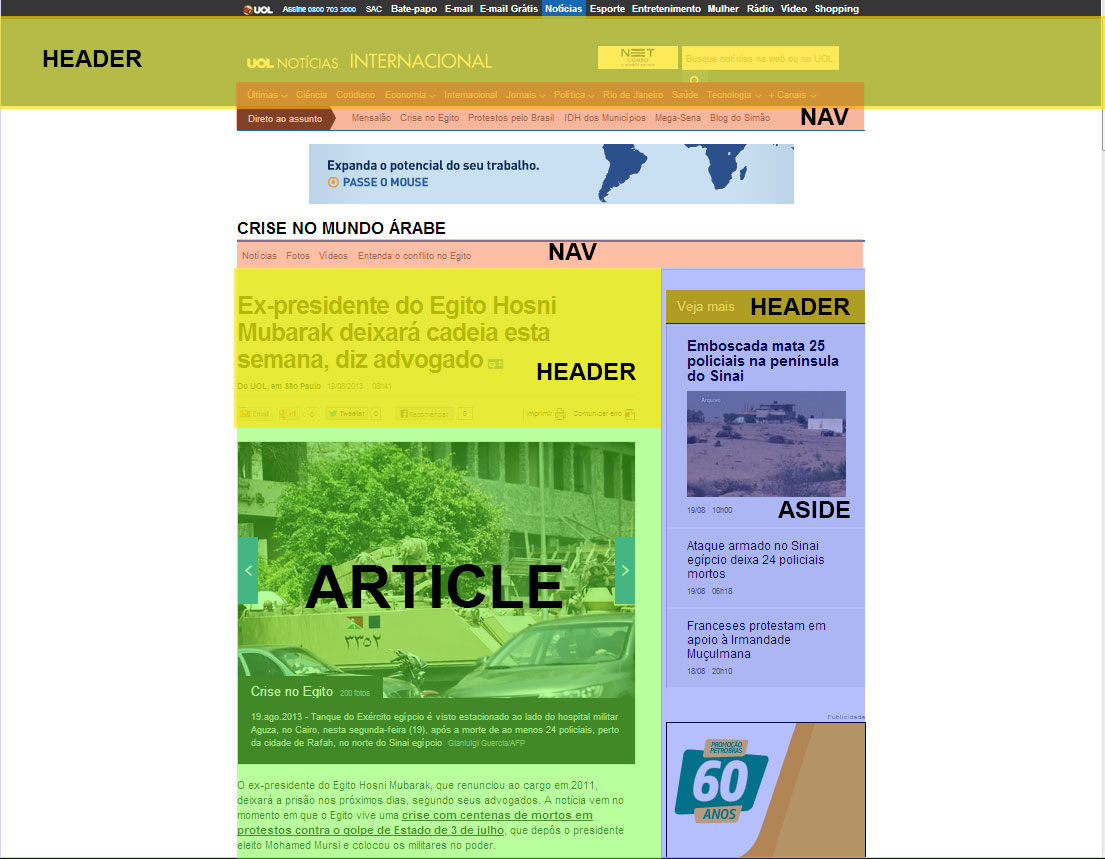 UOL Assine 0800 703 3000 SAC Bate-papo E-mail E-mail Grátis Notícias Esporte Entretenimento Mulher Rádio Vídeo Shopping
HEADER
UOL NOTÍCIAS INTERNACIONAL
NET
COMBO
Busque notícias na web ou no UOL
Últimas Ciência Cotidiano Economia Internacional Jornais Política Rio de Janeiro Saúde Tecnologia + Canais
NAV
Direto ao assunto Mensalão Crise no Egito Protestos pelo Brasil IDH dos Municípios Mega-Sena Blog do Simão
Expanda o potencial do seu trabalho.
PASSE O MOUSE
CRISE NO MUNDO ÁRABE
NAV
Notícias Fotos Vídeos Entenda o conflito no Egito
Ex-presidente do Egito Hosni
Mubarak deixará cadeia esta
semana, diz advogado
HEADER
Do UOL, em São Paulo 19/08/2013 08h41
Email +1 0 Tweetar 0 Recomendar 0 Imprimir Comunicar erro
ARTICLE
٣٣٥٢
Crise no Egito 200 fotos
19.ago.2013 - Tanque do Exército egípcio é visto estacionado ao lado do hospital militar
Aguza, no Cairo, nesta segunda-feira (19), após a morte de ao menos 24 policiais, perto
da cidade de Rafah, no norte do Sinai egípcio Gianluigi Guercia/AFP
O ex-presidente do Egito Hosni Mubarak, que renunciou ao cargo em 2011,
deixará a prisão nos próximos dias, segundo seus advogados. A notícia vem no
momento em que o Egito vive uma crise com centenas de mortos em
protestos contra o golpe de Estado de 3 de julho, que depôs o presidente
eleito Mohamed Mursi e colocou os militares no poder.
Veja mais HEADER
Emboscada mata 25
policiais na península
do Sinai
Arquivo
19/08 10h00
ASIDE
Ataque armado no Sinai
egípcio deixa 24 policiais
mortos
19/08 06h18
Franceses protestam em
apoio à Irmandade
Muçulmana
18/08 20h10
Publicidade
PROMOÇÃO
PETROBRAS
60
ANOS